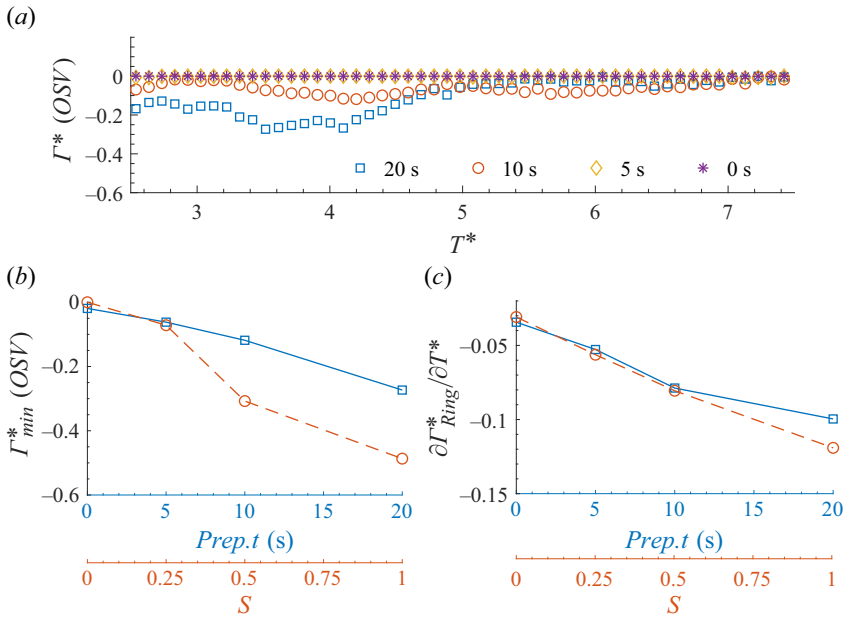 (a)
Γ* (OSV)
0
−0.2
−0.4
−0.6
20 s 10 s 5 s 0 s
3 4 5 6 7
T*
(b)
Γ*min (OSV)
0
−0.2
−0.4
−0.6
0 5 10 15 20
Prep.t (s)
0 0.25 0.5 0.75 1
S
(c)
∂Γ*Ring/∂T*
−0.05
−0.1
−0.15
0 5 10 15 20
Prep.t (s)
0 0.25 0.5 0.75 1
S